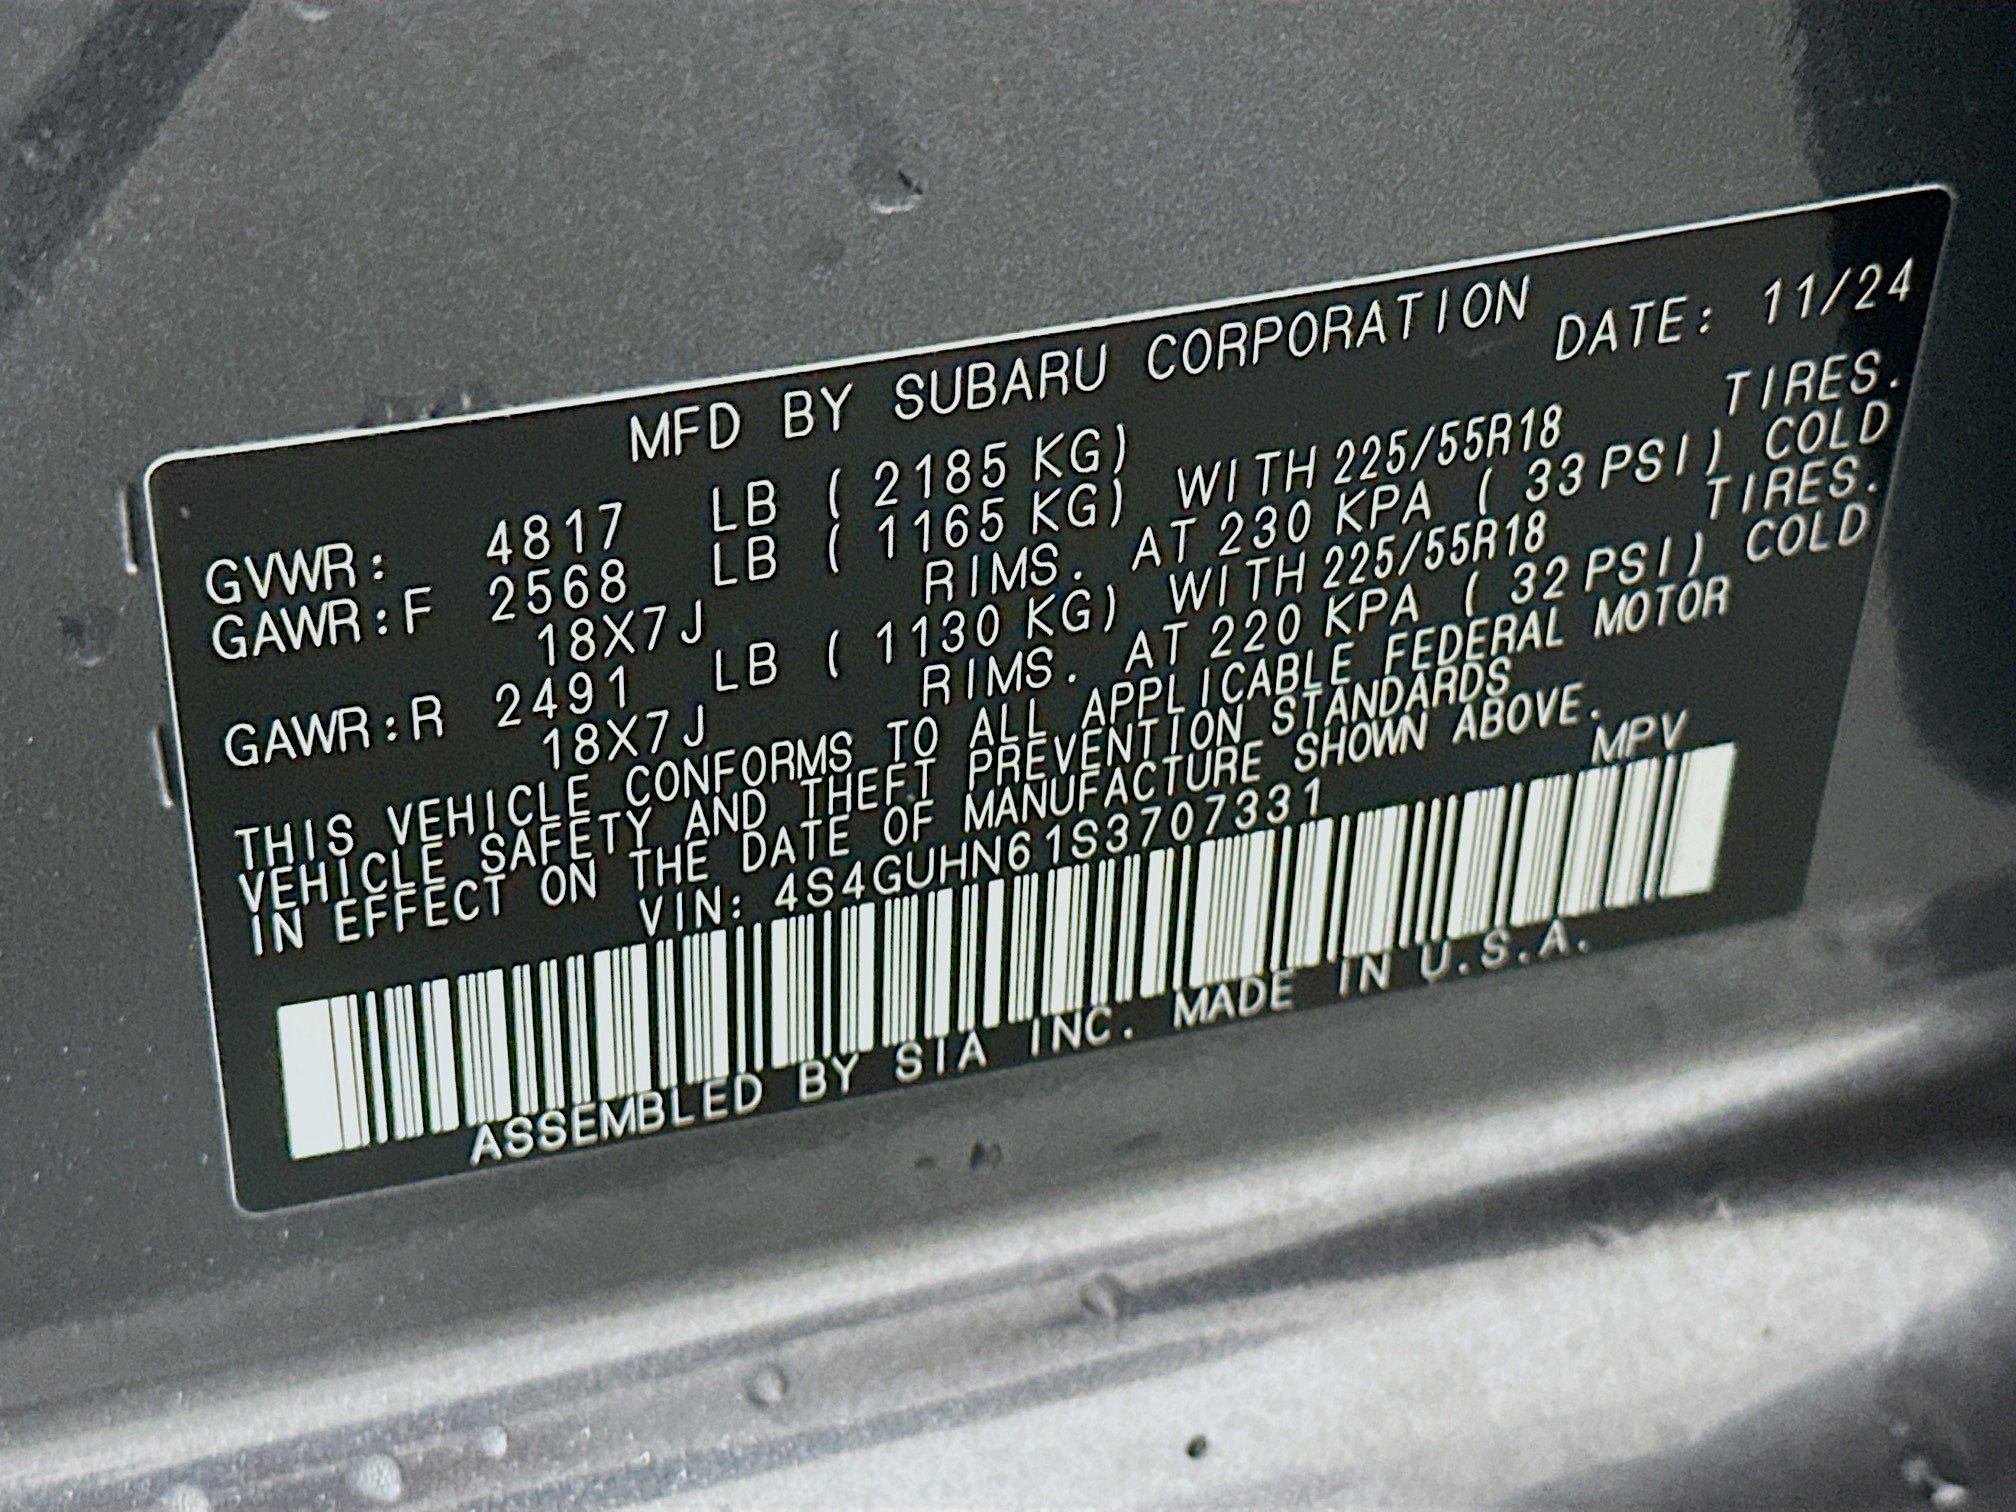 MFD BY SUBARU CORPORATION
DATE: 11/24
GVWR: 4817 LB ( 2185 KG)
GAWR:F 2568 LB ( 1165 KG) WITH 225/55R18 TIRES.
18X7J RIMS. AT 230 KPA ( 33 PSI) COLD
GAWR:R 2491 LB ( 1130 KG) WITH 225/55R18 TIRES.
18X7J RIMS. AT 220 KPA ( 32 PSI) COLD
THIS VEHICLE CONFORMS TO ALL APPLICABLE FEDERAL MOTOR
VEHICLE SAFETY AND THEFT PREVENTION STANDARDS
IN EFFECT ON THE DATE OF MANUFACTURE SHOWN ABOVE.
VIN: 4S4GUHN61S3707331 MPV
ASSEMBLED BY SIA INC. MADE IN U.S.A.